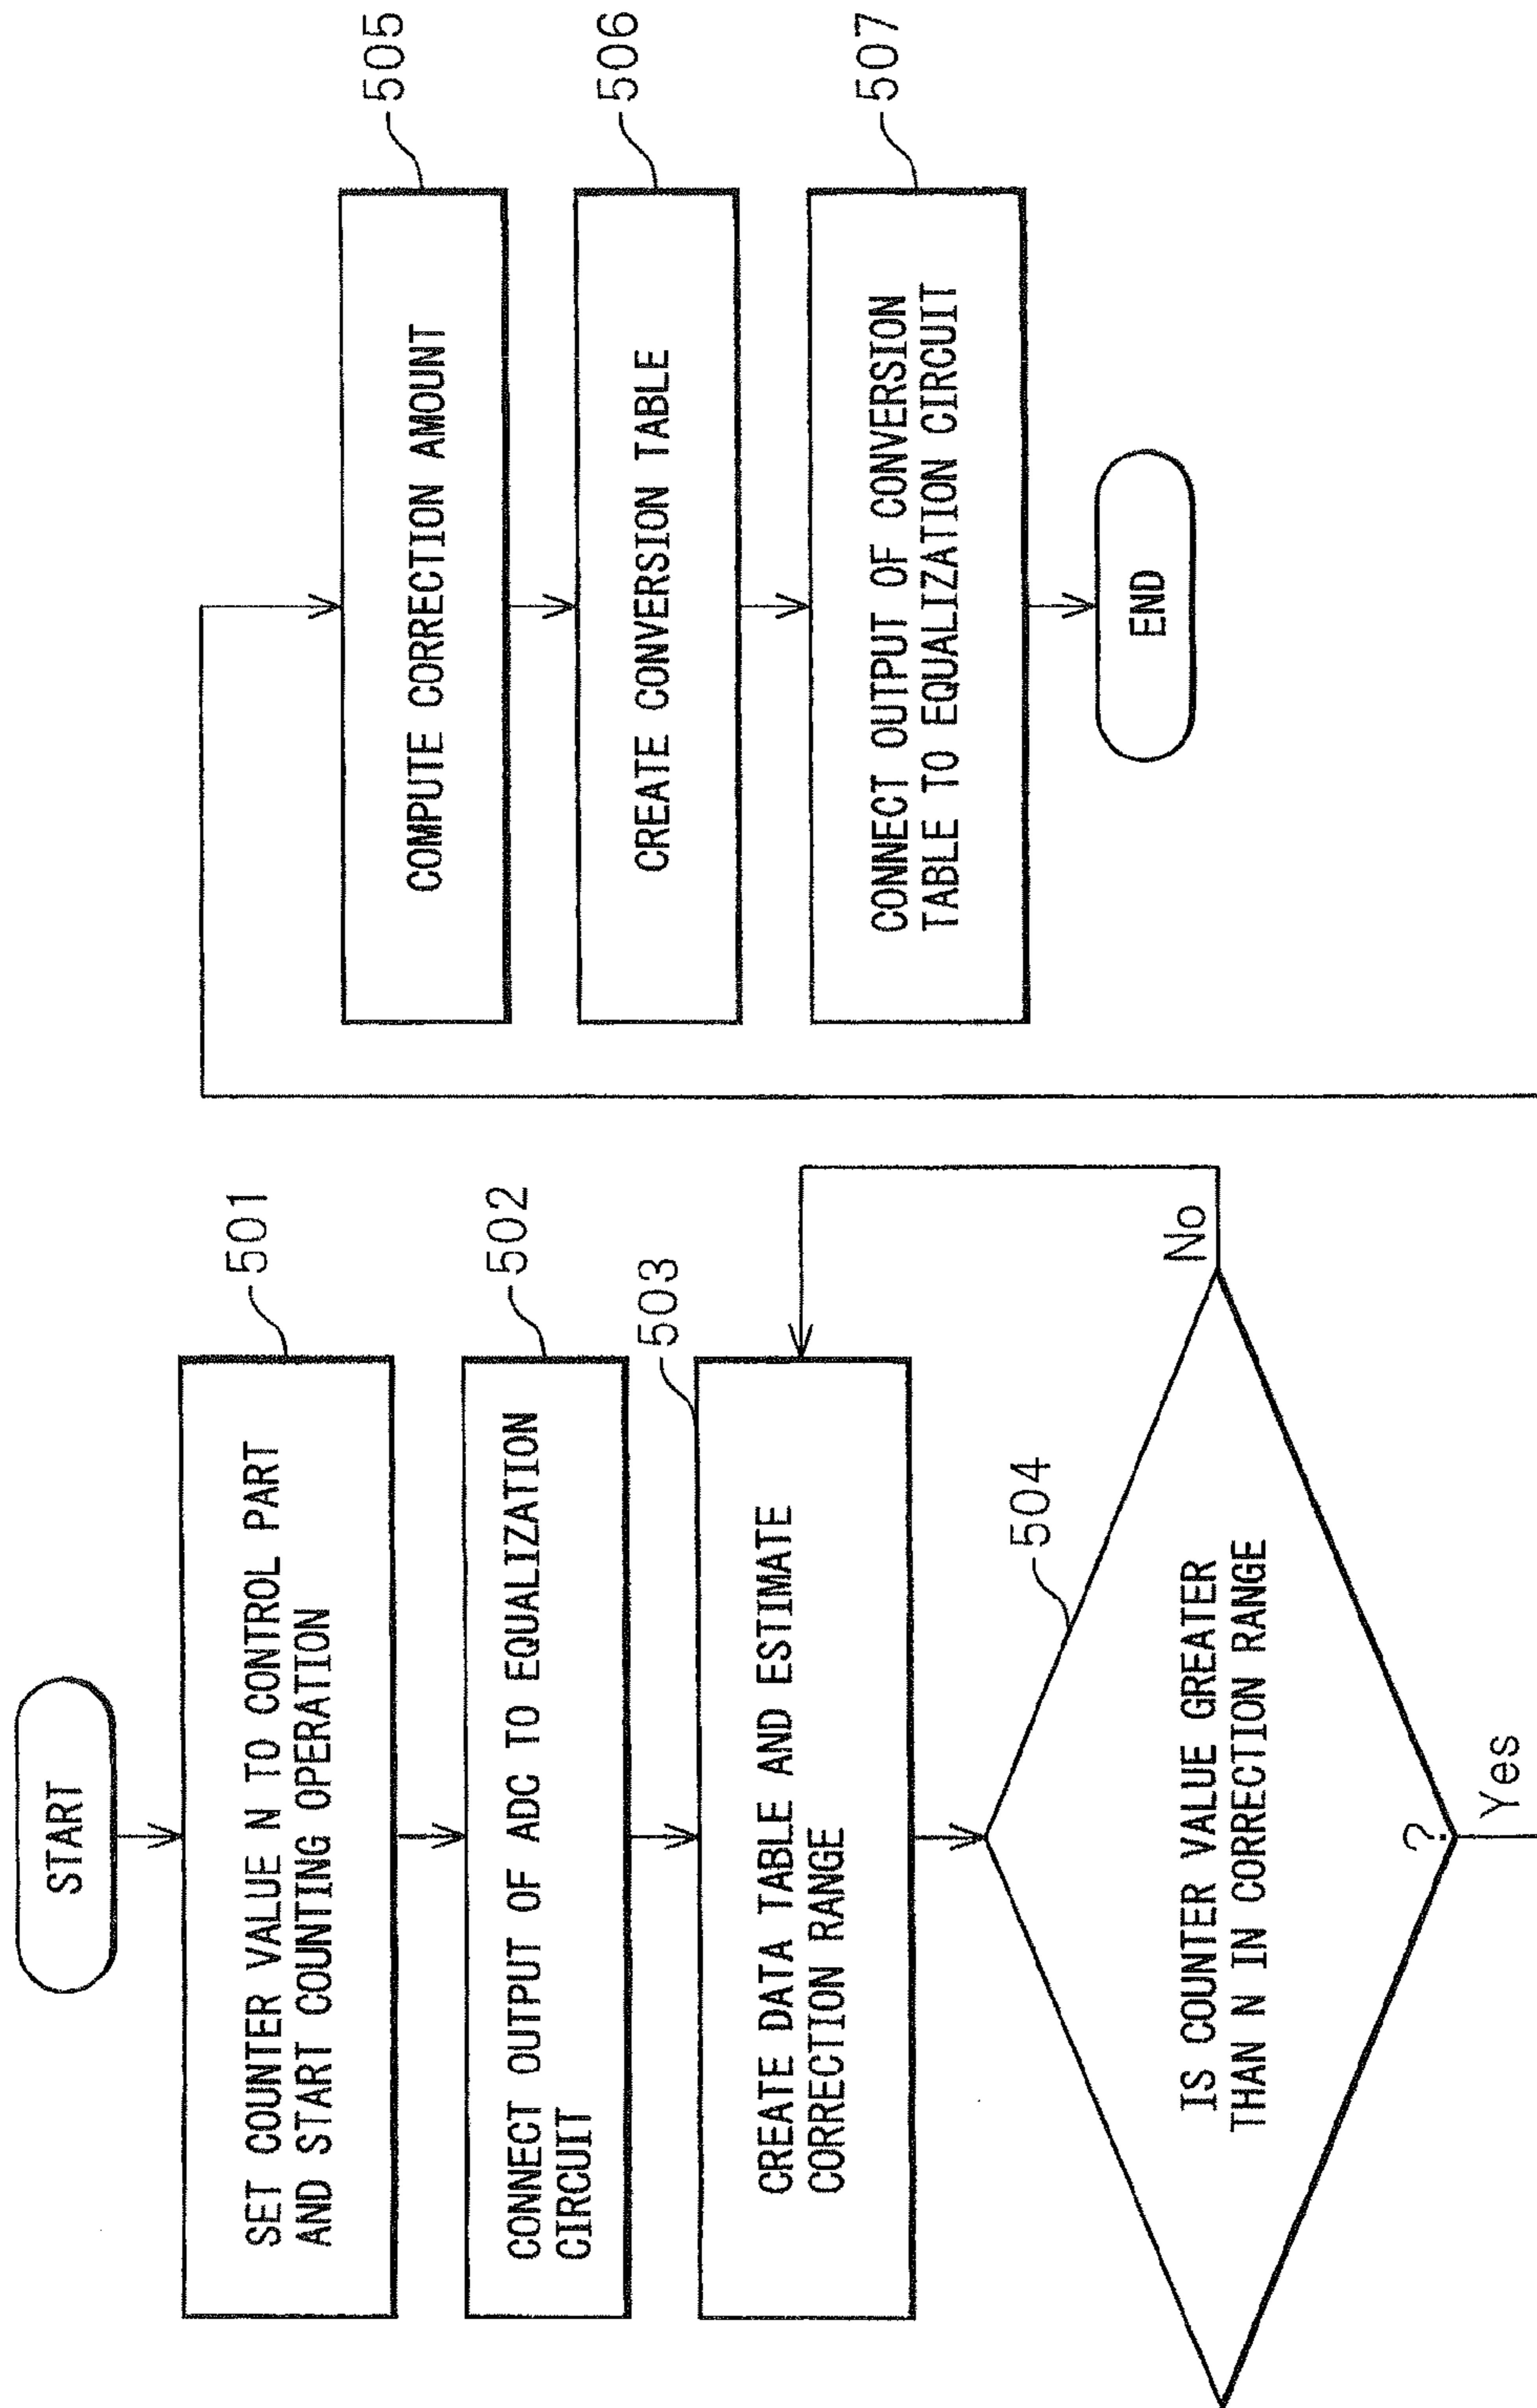 START
SET COUNTER VALUE N TO CONTROL PART
AND START COUNTING OPERATION
501
CONNECT OUTPUT OF ADC TO EQUALIZATION
CIRCUIT
502
503
CREATE DATA TABLE AND ESTIMATE
CORRECTION RANGE
504
IS COUNTER VALUE GREATER
THAN N IN CORRECTION RANGE
?
No
Yes
505
COMPUTE CORRECTION AMOUNT
506
CREATE CONVERSION TABLE
507
CONNECT OUTPUT OF CONVERSION
TABLE TO EQUALIZATION CIRCUIT
END